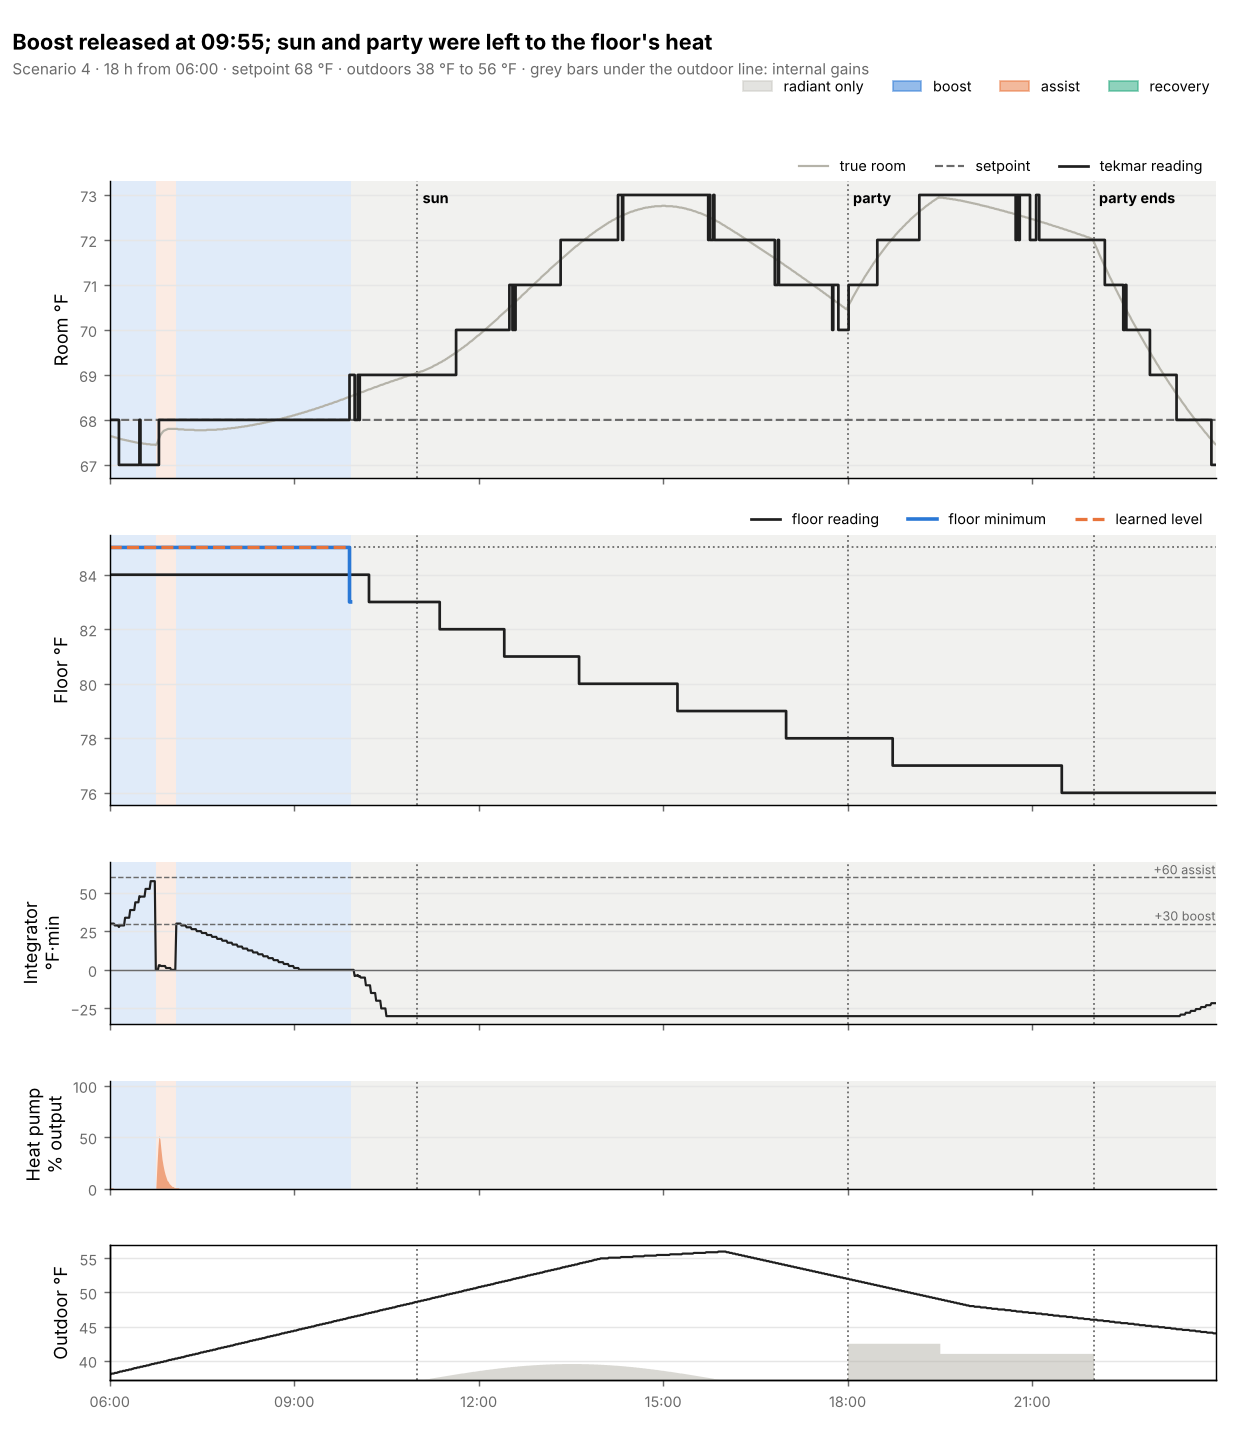 Boost released at 09:55; sun and party were left to the floor's heat
Scenario 4 · 18 h from 06:00 · setpoint 68 °F · outdoors 38 °F to 56 °F · grey bars under the outdoor line: internal gains
radiant only boost assist recovery
true room setpoint tekmar reading
sun party party ends
73
72
71
70
69
68
67
Room °F
floor reading floor minimum learned level
84
82
80
78
76
Floor °F
+60 assist
+30 boost
50
25
0
−25
Integrator
°F·min
100
50
0
Heat pump
% output
55
50
45
40
Outdoor °F
06:00 09:00 12:00 15:00 18:00 21:00